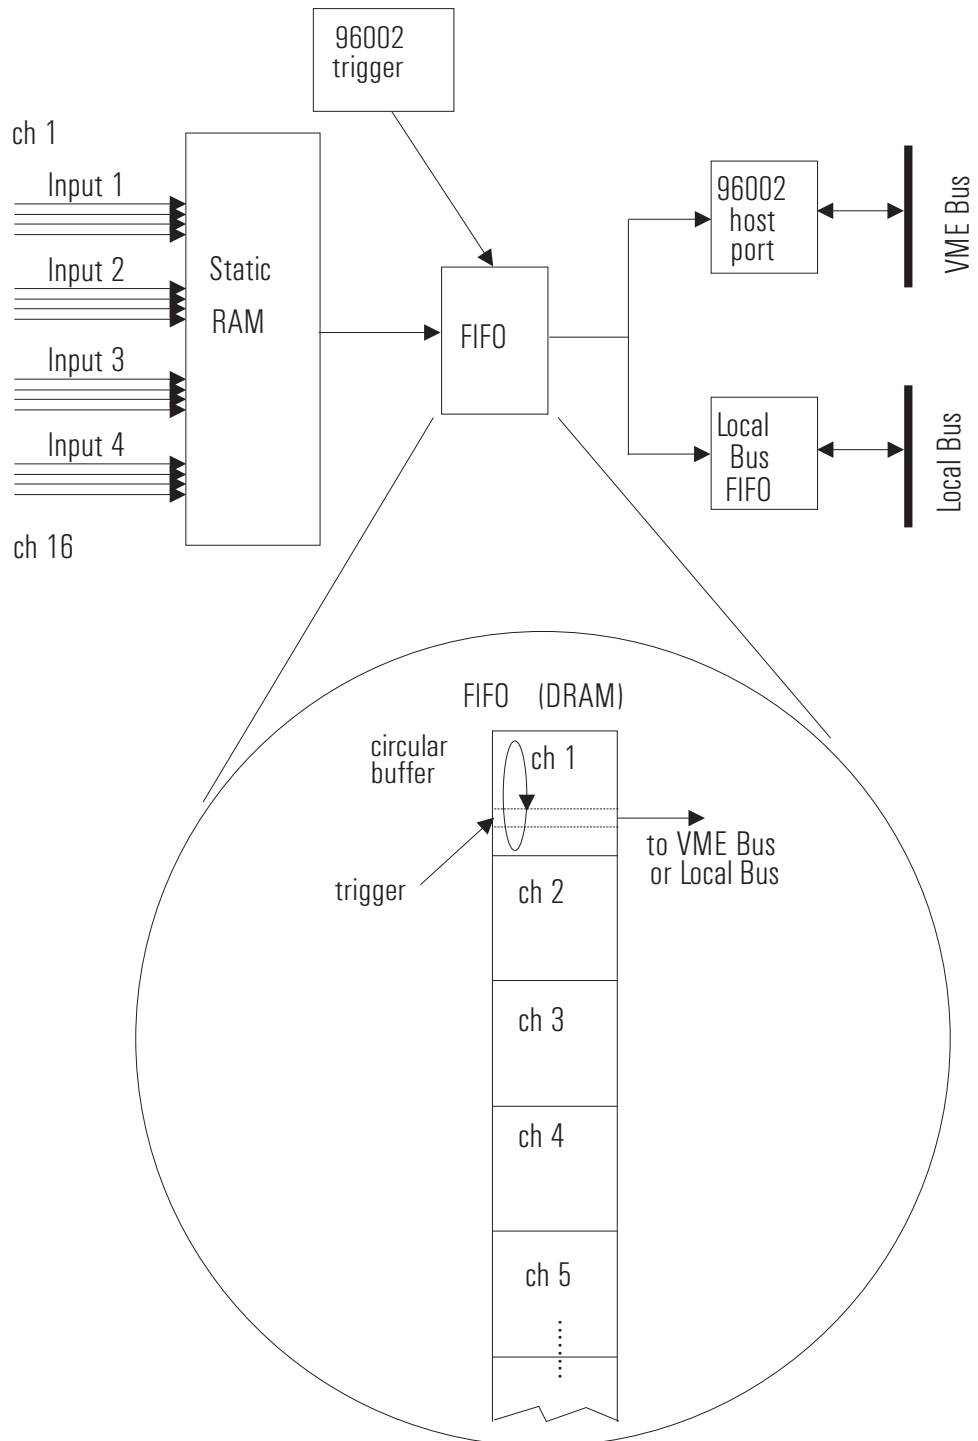 96002
trigger
ch 1
Input 1
Input 2
Input 3
Input 4
ch 16
Static
RAM
FIFO
96002
host
port
VME Bus
Local
Bus
FIFO
Local Bus
FIFO (DRAM)
circular
buffer
ch 1
trigger
to VME Bus
or Local Bus
ch 2
ch 3
ch 4
ch 5